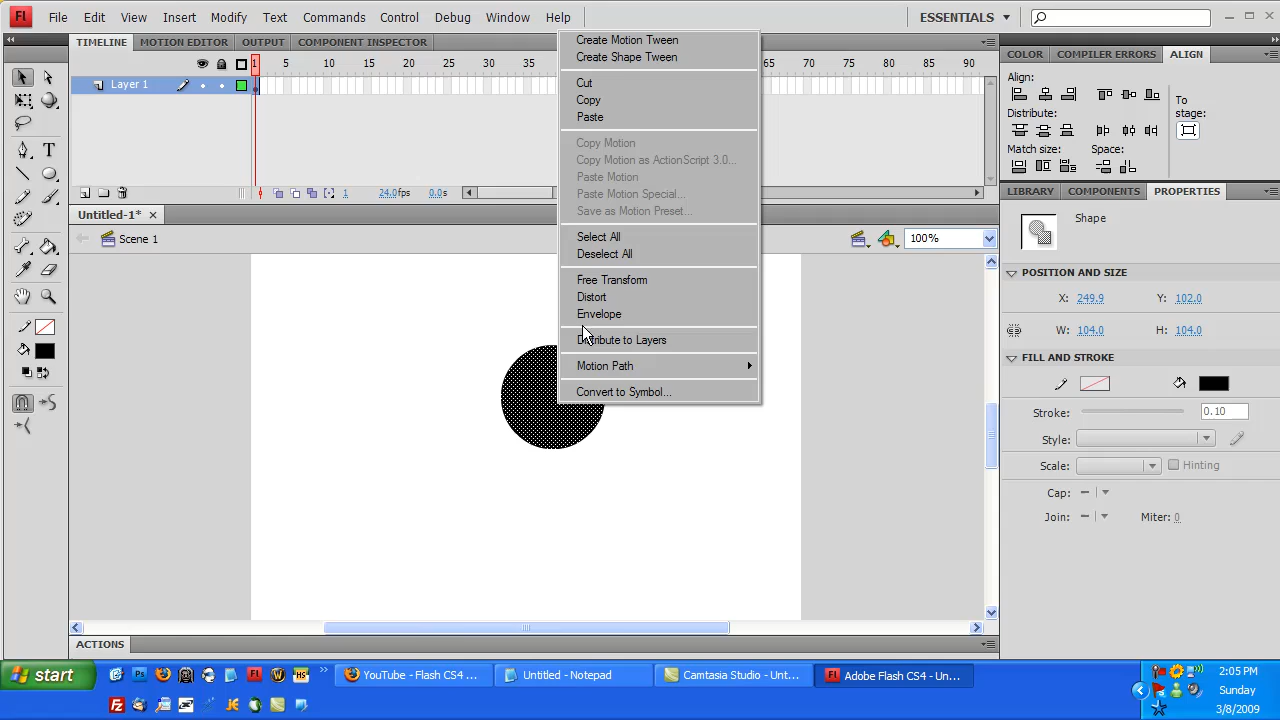 Fl File Edit View Insert Modify Text Commands Control Debug Window Help ESSENTIALS
TIMELINE MOTION EDITOR OUTPUT COMPONENT INSPECTOR
1 5 10 15 20 25 30 35 65 70 75 80 85 90
Layer 1
1 24.0fps 0.0s
Untitled-1*
Scene 1
100%
Create Motion Tween
Create Shape Tween
Cut
Copy
Paste
Copy Motion
Copy Motion as ActionScript 3.0...
Paste Motion
Paste Motion Special...
Save as Motion Preset...
Select All
Deselect All
Free Transform
Distort
Envelope
Distribute to Layers
Motion Path
Convert to Symbol...
COLOR COMPILER ERRORS ALIGN
Align:
To
stage:
Distribute:
Match size: Space:
LIBRARY COMPONENTS PROPERTIES
Shape
POSITION AND SIZE
X: 249.9 Y: 102.0
W: 104.0 H: 104.0
FILL AND STROKE
Stroke: 0.10
Style:
Scale: Hinting
Cap:
Join: Miter: 0
ACTIONS
start YouTube - Flash CS4 ... Untitled - Notepad Camtasia Studio - Unt... Fl Adobe Flash CS4 - Un...
2:05 PM
Sunday
3/8/2009